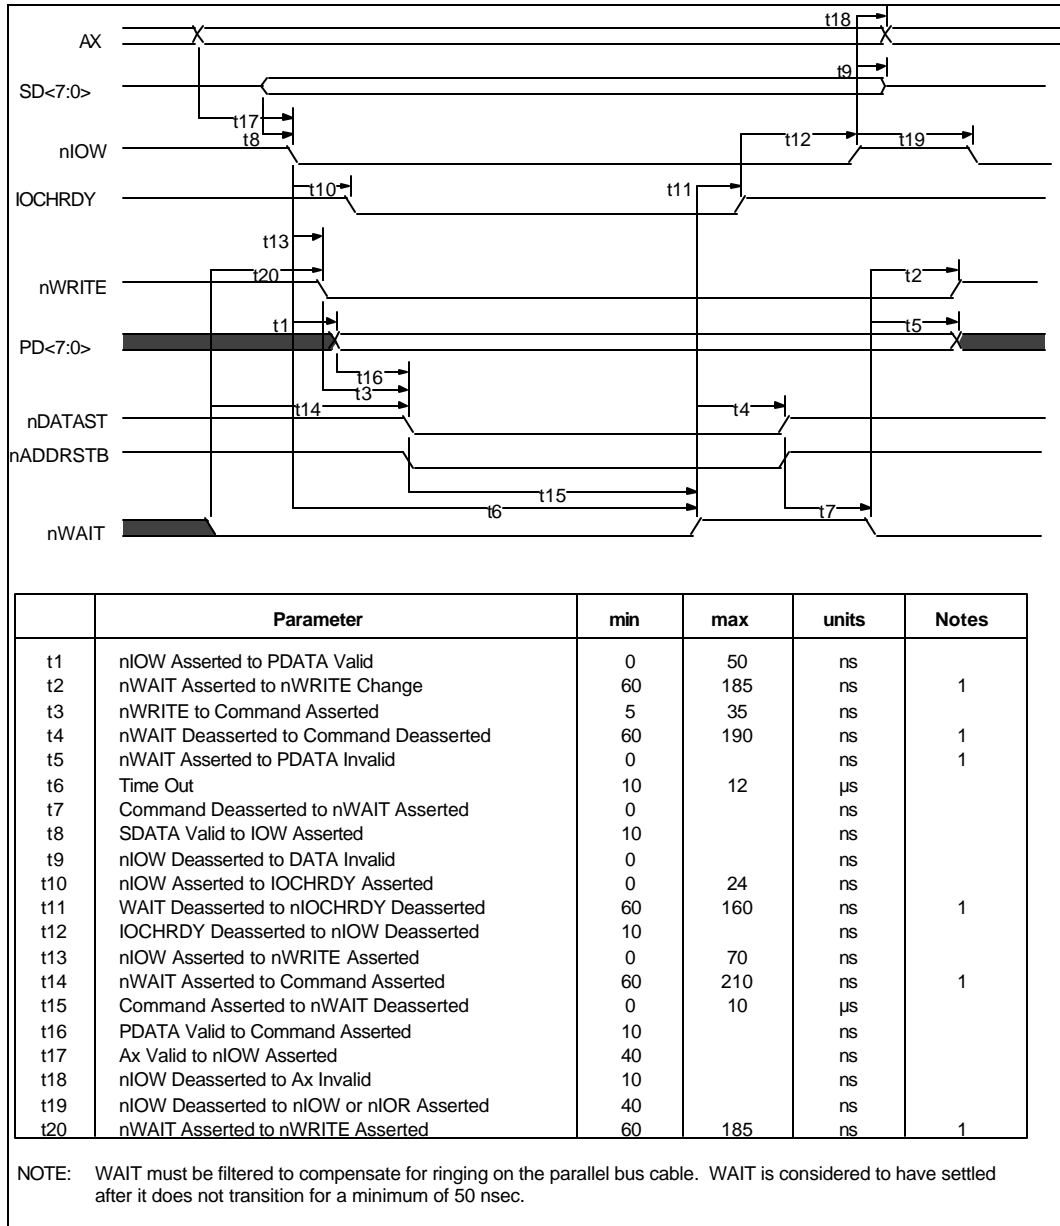 t18
AX
t9
SD<7:0>
t17
t8
t12
t19
nIOW
t10
t11
IOCHRDY
t13
t20
t2
nWRITE
t1
t5
PD<7:0>
t16
t3
t14
t4
nDATAST
nADDRSTB
t15
t6
t7
nWAIT
Parameter min max units Notes
t1 nIOW Asserted to PDATA Valid 0 50 ns
t2 nWAIT Asserted to nWRITE Change 60 185 ns 1
t3 nWRITE to Command Asserted 5 35 ns
t4 nWAIT Deasserted to Command Deasserted 60 190 ns 1
t5 nWAIT Asserted to PDATA Invalid 0 ns 1
t6 Time Out 10 12 µs
t7 Command Deasserted to nWAIT Asserted 0 ns
t8 SDATA Valid to IOW Asserted 10 ns
t9 nIOW Deasserted to DATA Invalid 0 ns
t10 nIOW Asserted to IOCHRDY Asserted 0 24 ns
t11 WAIT Deasserted to nIOCHRDY Deasserted 60 160 ns 1
t12 IOCHRDY Deasserted to nIOW Deasserted 10 ns
t13 nIOW Asserted to nWRITE Asserted 0 70 ns
t14 nWAIT Asserted to Command Asserted 60 210 ns 1
t15 Command Asserted to nWAIT Deasserted 0 10 µs
t16 PDATA Valid to Command Asserted 10 ns
t17 Ax Valid to nIOW Asserted 40 ns
t18 nIOW Deasserted to Ax Invalid 10 ns
t19 nIOW Deasserted to nIOW or nIOR Asserted 40 ns
t20 nWAIT Asserted to nWRITE Asserted 60 185 ns 1
NOTE: WAIT must be filtered to compensate for ringing on the parallel bus cable. WAIT is considered to have settled
after it does not transition for a minimum of 50 nsec.